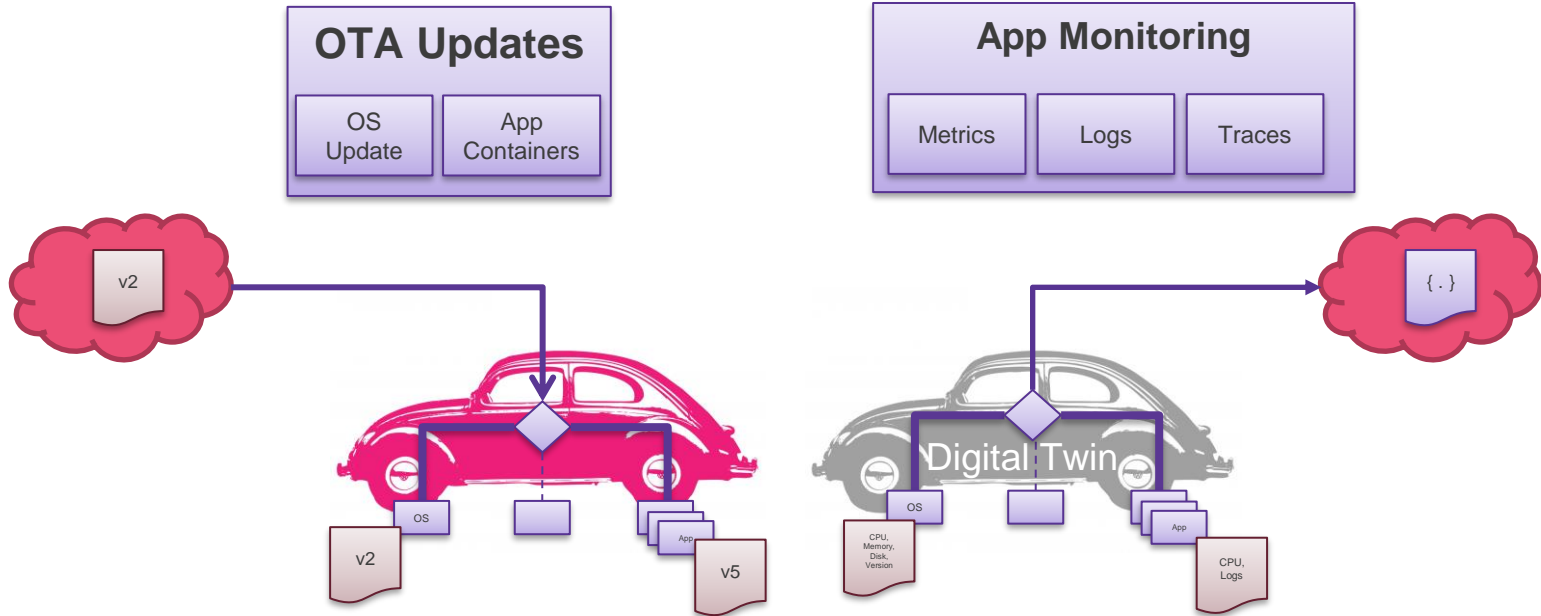 OTA Updates
OS
Update
App
Containers
App Monitoring
Metrics
Logs
Traces
v2
{ . }
Digital Twin
OS
App
v2
v5
OS
App
CPU,
Memory,
Disk,
Version
CPU,
Logs